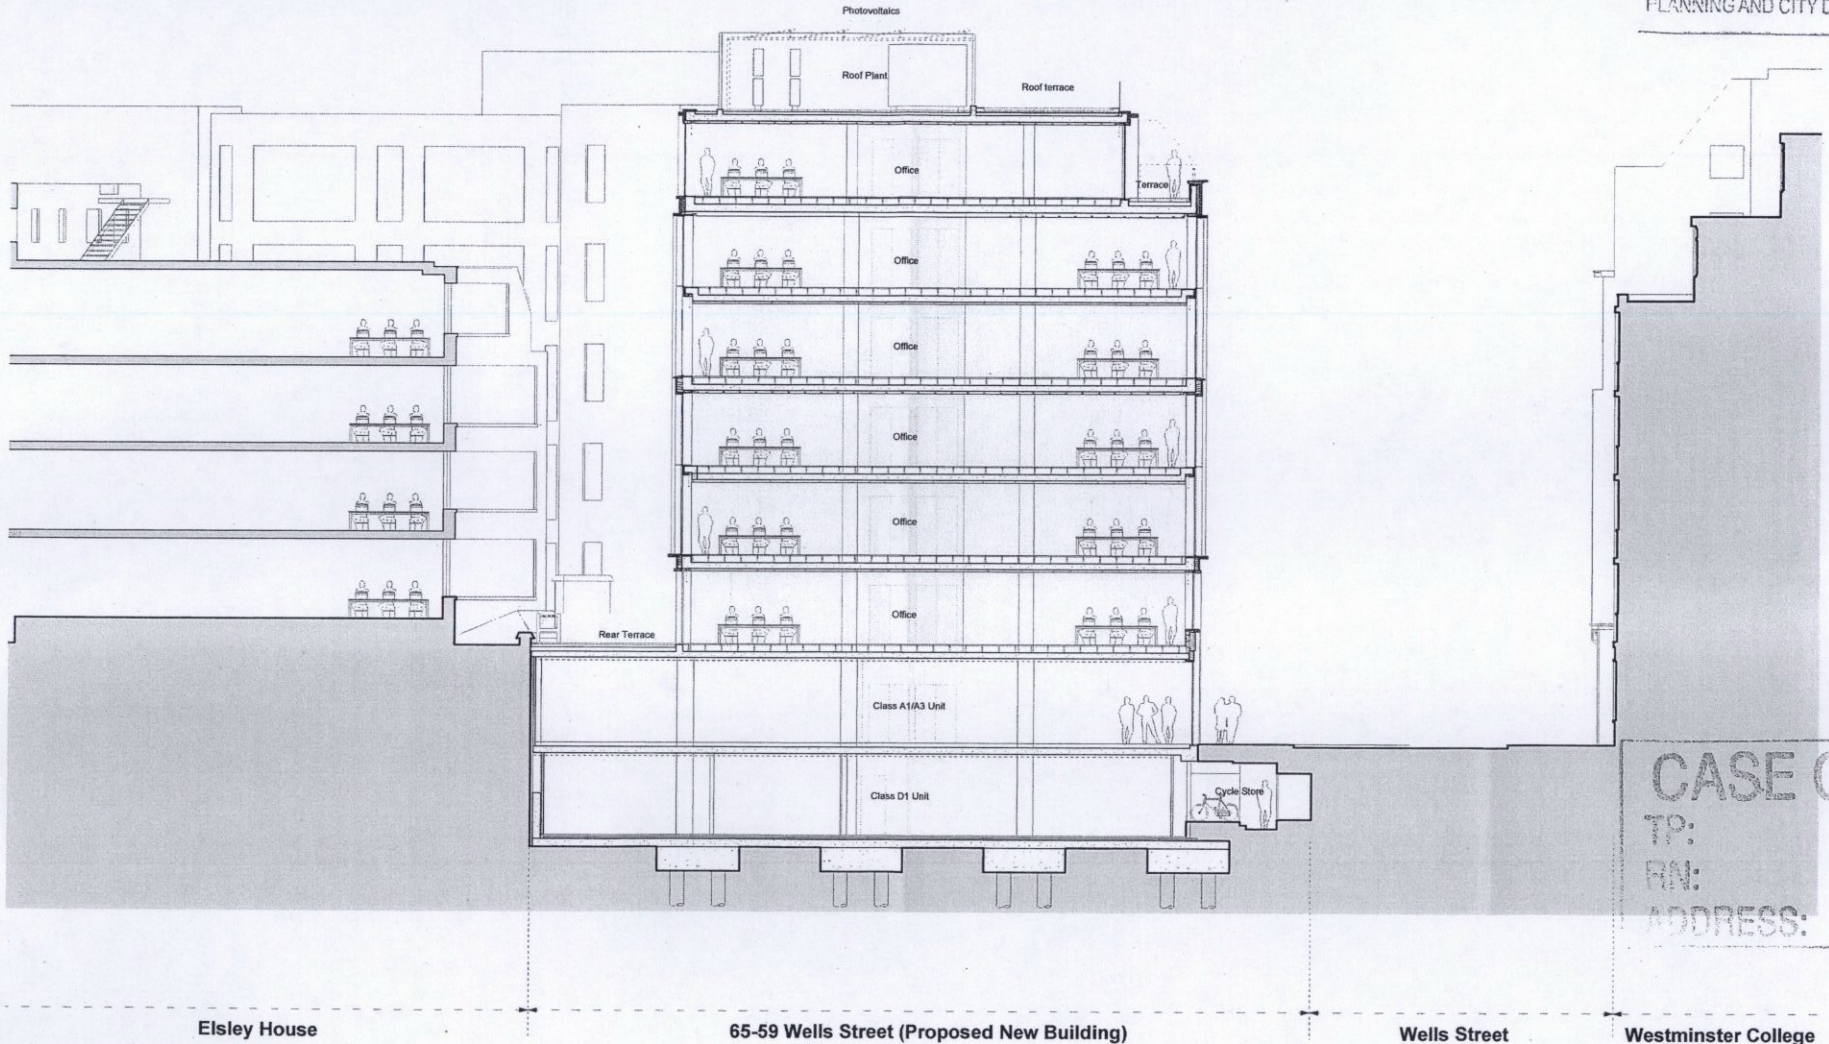 PLANNING AND CITY D
Photovoltaics
Roof Plant
Roof terrace
Office
Terrace
Office
Office
Office
Office
Office
Rear Terrace
Class A1/A3 Unit
Class D1 Unit
Cycle Store
CASE
TP:
RN:
ADDRESS:
Elsley House
65-59 Wells Street (Proposed New Building)
Wells Street
Westminster College